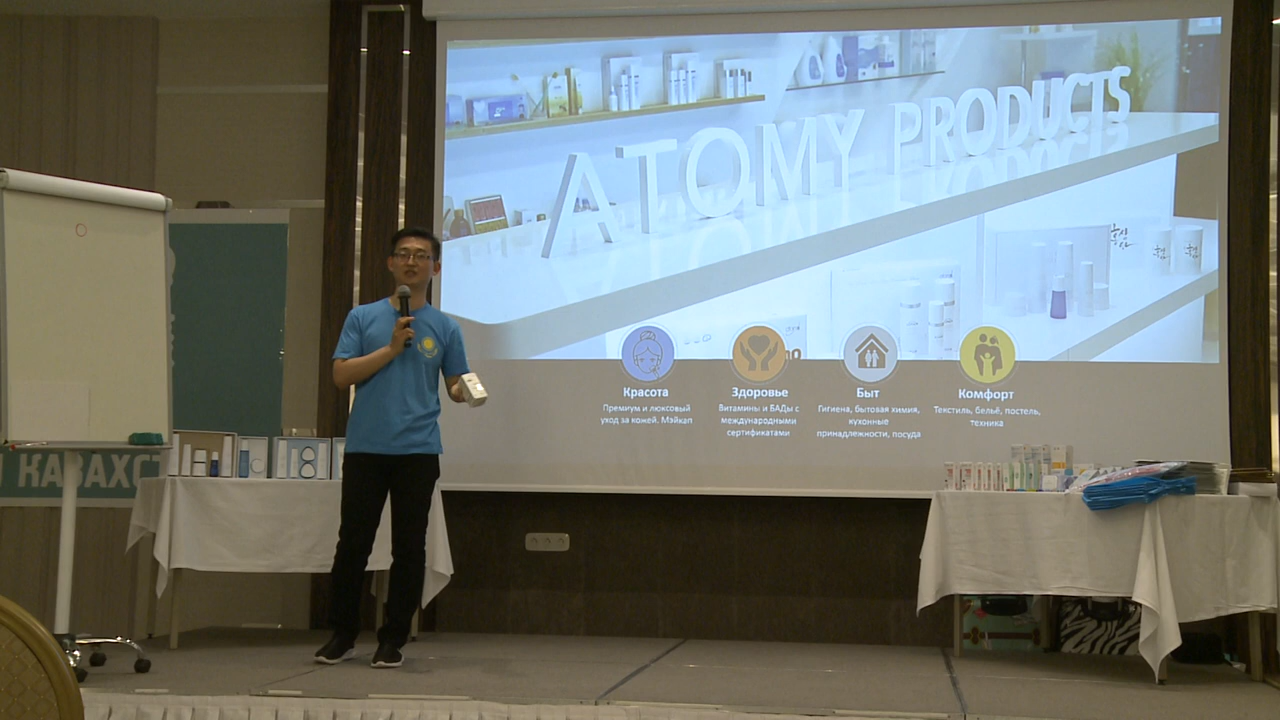 ATOMY PRODUCTS
Красота
Премиум и люксовый
уход за кожей. Мэйкап
Здоровье
Витамины и БАДы с
международными
сертификатами
Быт
Гигиена, бытовая химия,
кухонные
принадлежности, посуда
Комфорт
Текстиль, бельё, постель,
техника
КАЗАХСТ